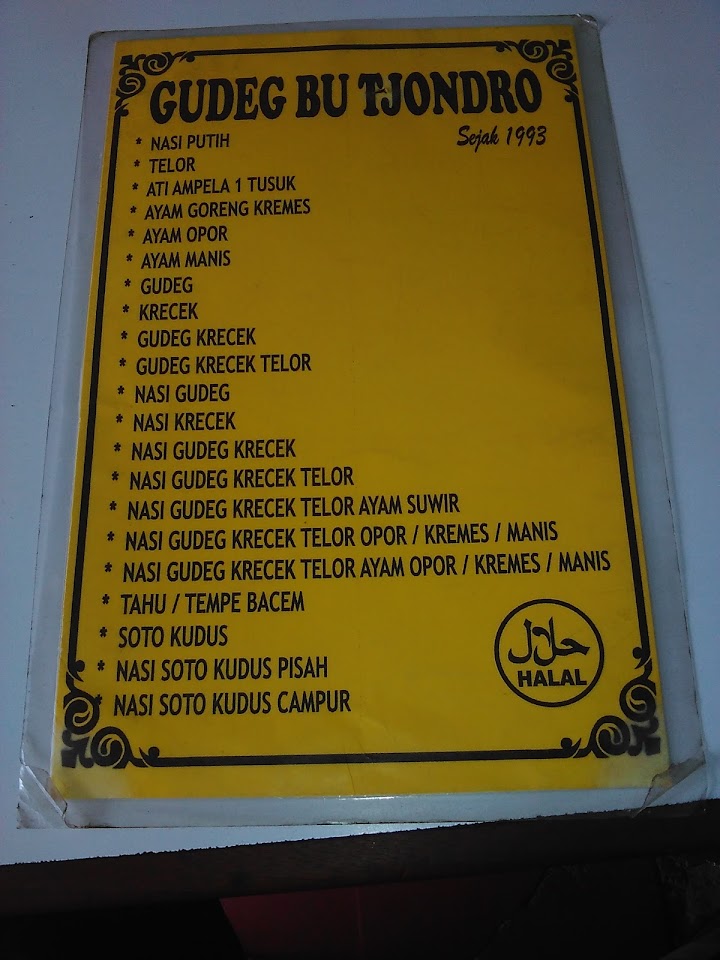 GUDEG BU TJONDRO
Sejak 1993
* NASI PUTIH
* TELOR
* ATI AMPELA 1 TUSUK
* AYAM GORENG KREMES
* AYAM OPOR
* AYAM MANIS
* GUDEG
* KRECEK
* GUDEG KRECEK
* GUDEG KRECEK TELOR
* NASI GUDEG
* NASI KRECEK
* NASI GUDEG KRECEK
* NASI GUDEG KRECEK TELOR
* NASI GUDEG KRECEK TELOR AYAM SUWIR
* NASI GUDEG KRECEK TELOR OPOR / KREMES / MANIS
* NASI GUDEG KRECEK TELOR AYAM OPOR / KREMES / MANIS
* TAHU / TEMPE BACEM
* SOTO KUDUS
* NASI SOTO KUDUS PISAH
* NASI SOTO KUDUS CAMPUR
حلال
HALAL